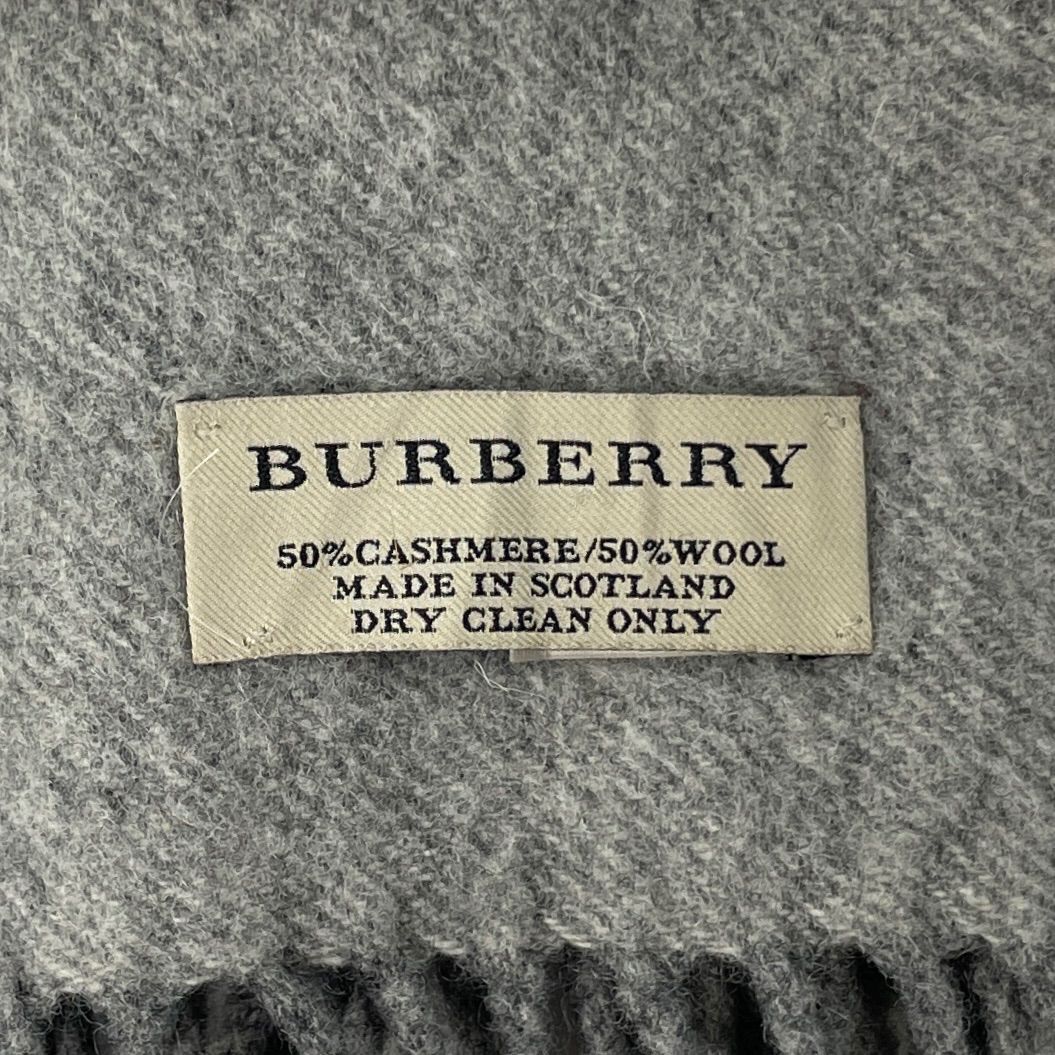 BURBERRY
50%CASHMERE/50%WOOL
MADE IN SCOTLAND
DRY CLEAN ONLY